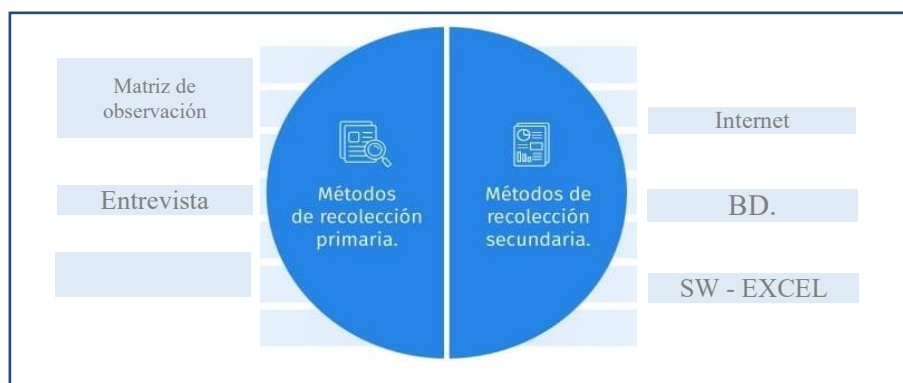 Matriz de
observación
Entrevista
Métodos
de recolección
primaria.
Métodos de
recolección
secundaria.
Internet
BD.
SW - EXCEL